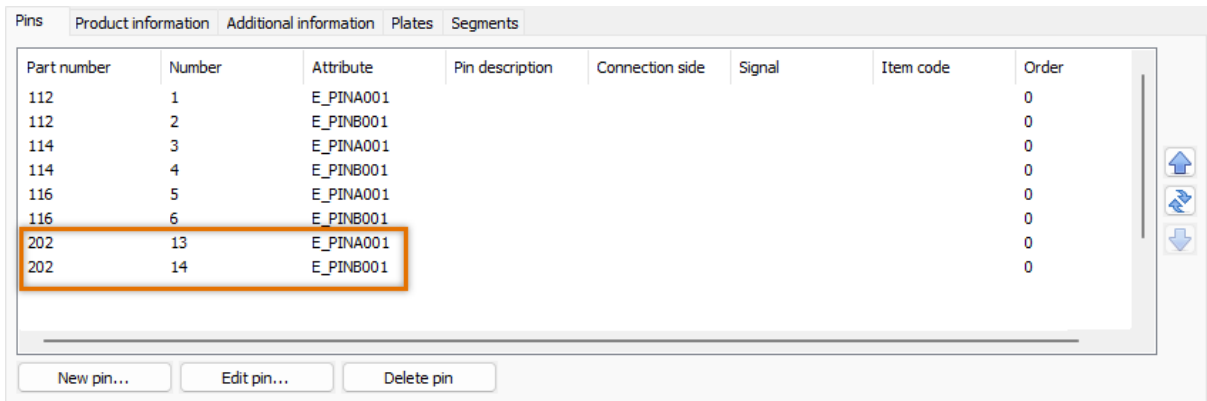 Pins Product information Additional information Plates Segments
Part number Number Attribute Pin description Connection side Signal Item code Order
112 1 E_PINA001 0
112 2 E_PINB001 0
114 3 E_PINA001 0
114 4 E_PINB001 0
116 5 E_PINA001 0
116 6 E_PINB001 0
202 13 E_PINA001 0
202 14 E_PINB001 0
New pin... Edit pin... Delete pin